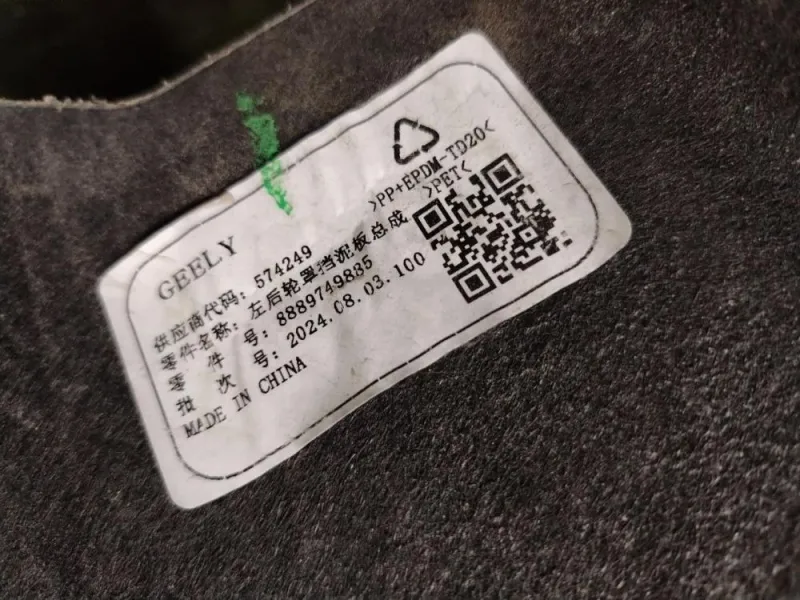 GEELY
>PP+EPDM-TD20<
>PET<
供应商代码: 574249
零件名称: 左后轮罩挡泥板总成
零 件 号: 8889749885
批 次 号: 2024.08.03.100
MADE IN CHINA